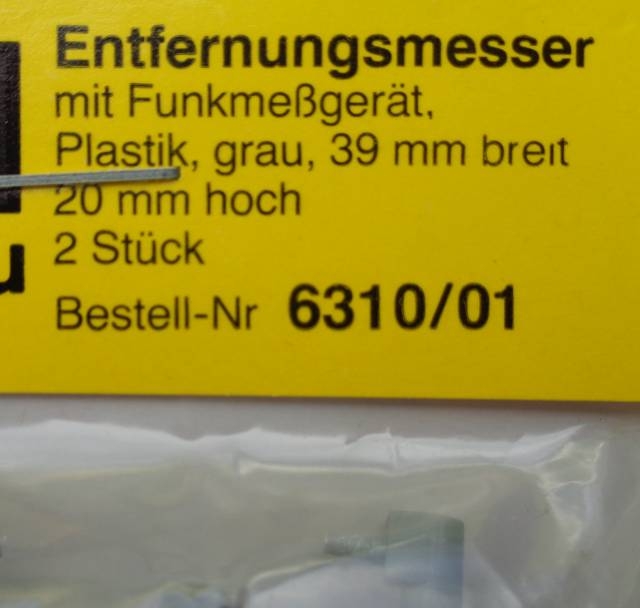 Entfernungsmesser
mit Funkmeßgerät,
Plastik, grau, 39 mm breit
20 mm hoch
2 Stück
Bestell-Nr 6310/01